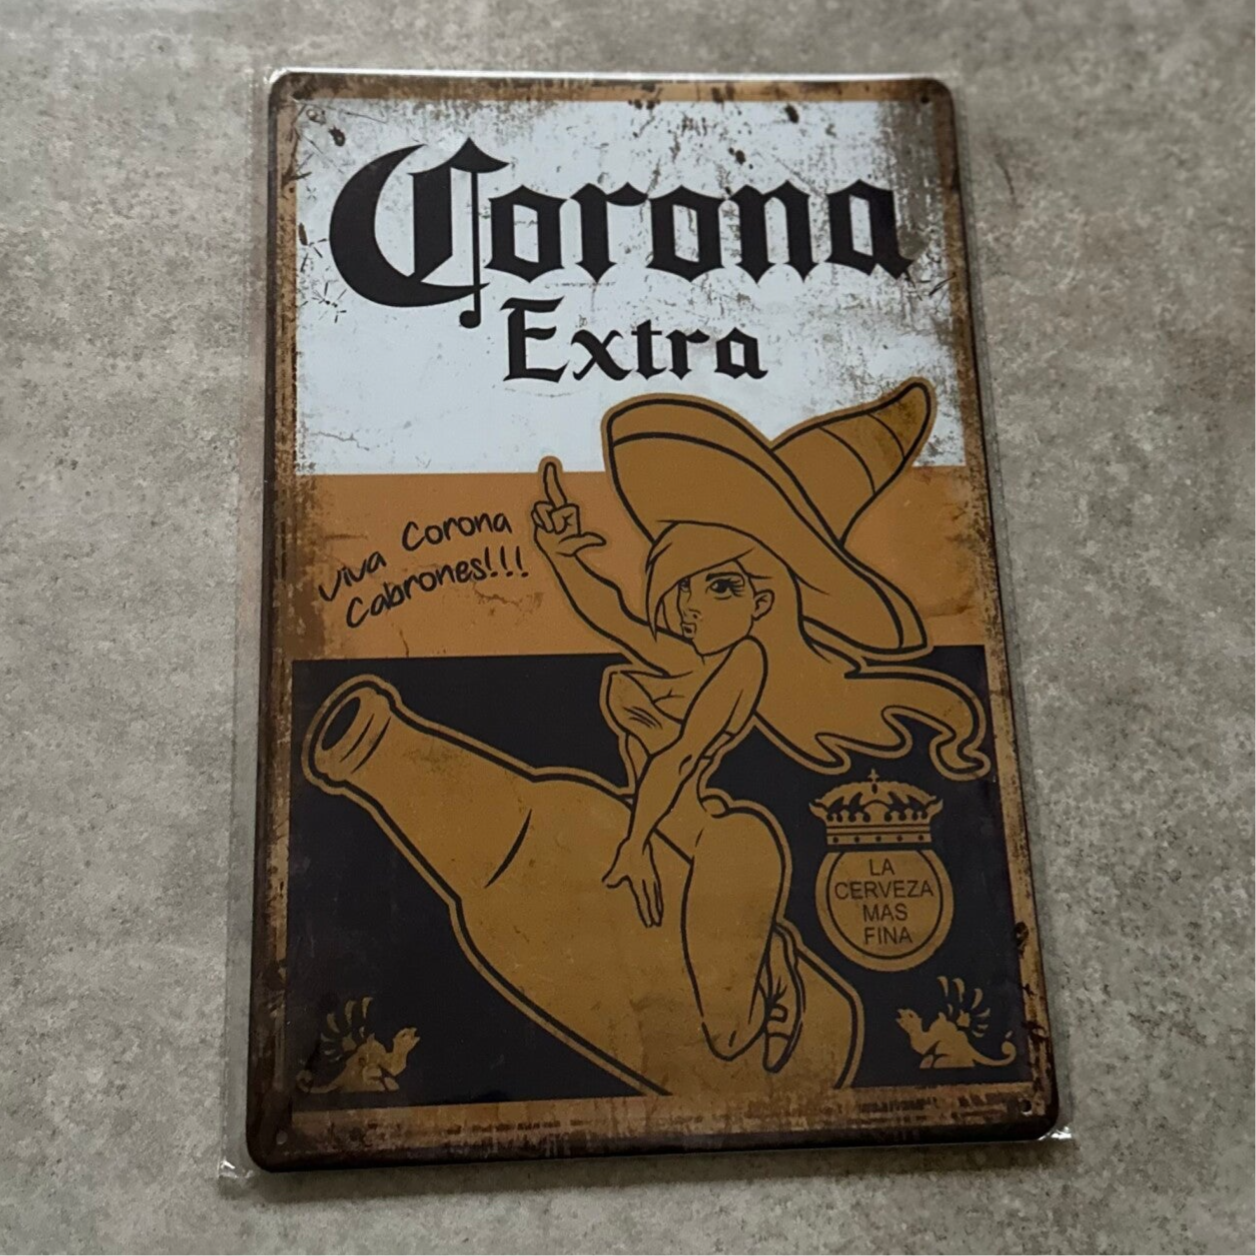 Corona
Extra
Viva Corona
Cabrones!!!
LA
CERVEZA
MAS
FINA